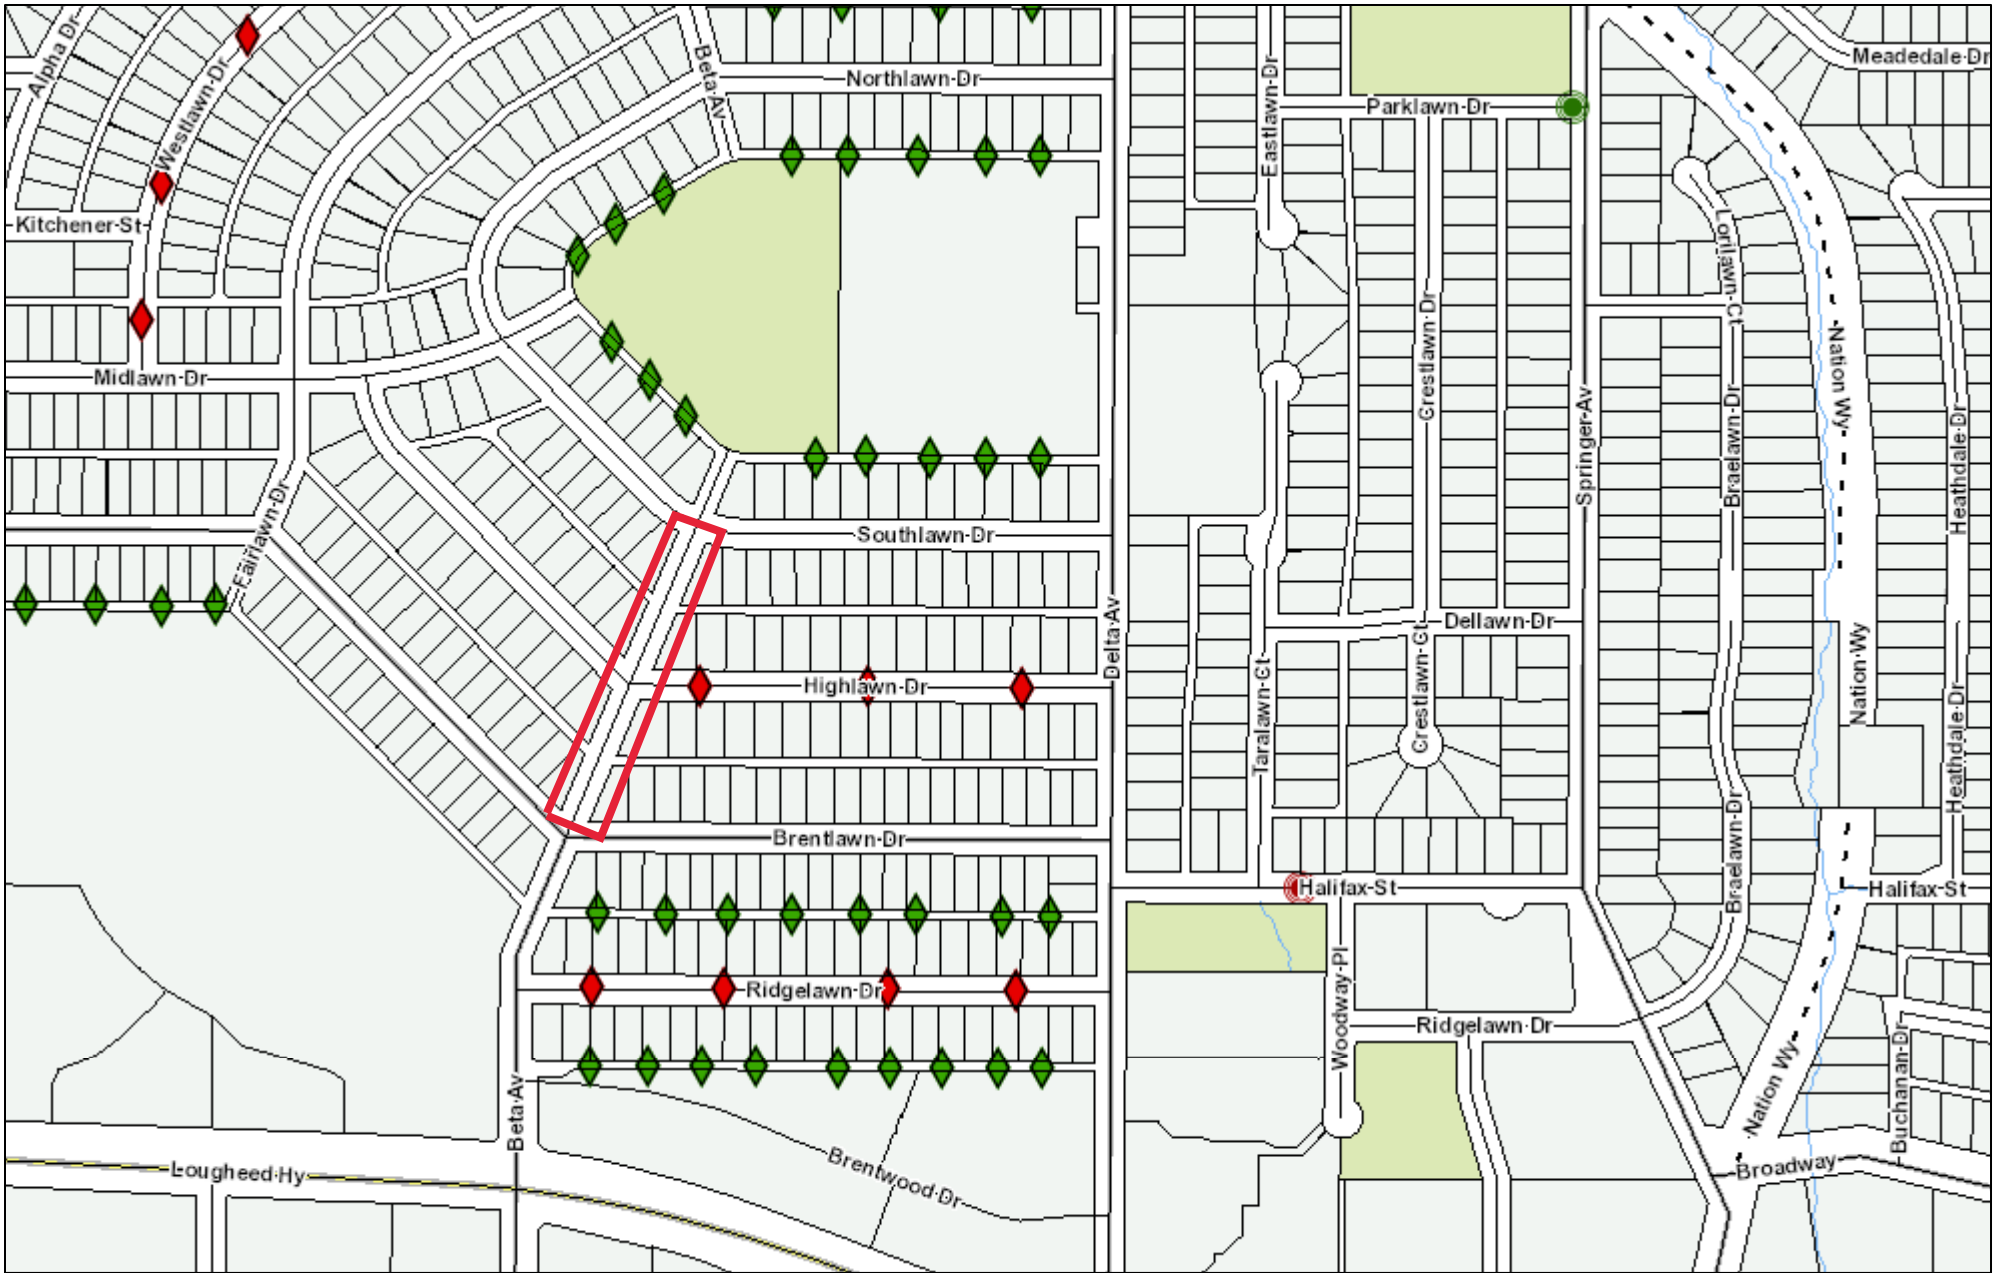 Alpha Dr
Westlawn-Dr
Beta-Av
Northlawn-Dr
Eastlawn-Dr
Parklawn-Dr
Meadedale-Dr
Kitchener-St
Lorilawn-Ct
Midlawn-Dr
Crestlawn-Dr
Nation Wy
Springer-Av
Braelawn-Dr
Heathdale-Dr
Fairlawn-Dr
Southlawn-Dr
Delta-Av
Dellawn-Dr
Highlawn-Dr
Taralawn-Ct
Crestlawn-Ct
Nation-Wy
Heathdale-Dr
Brentlawn-Dr
Braelawn-Dr
Halifax-St
Halifax-St
Ridgelawn-Dr
Woodway-Pl
Ridgelawn Dr
Beta-Av
Nation Wy
Buchanan-Dr
Lougheed-Hy
Brentwood-Dr
Broadway